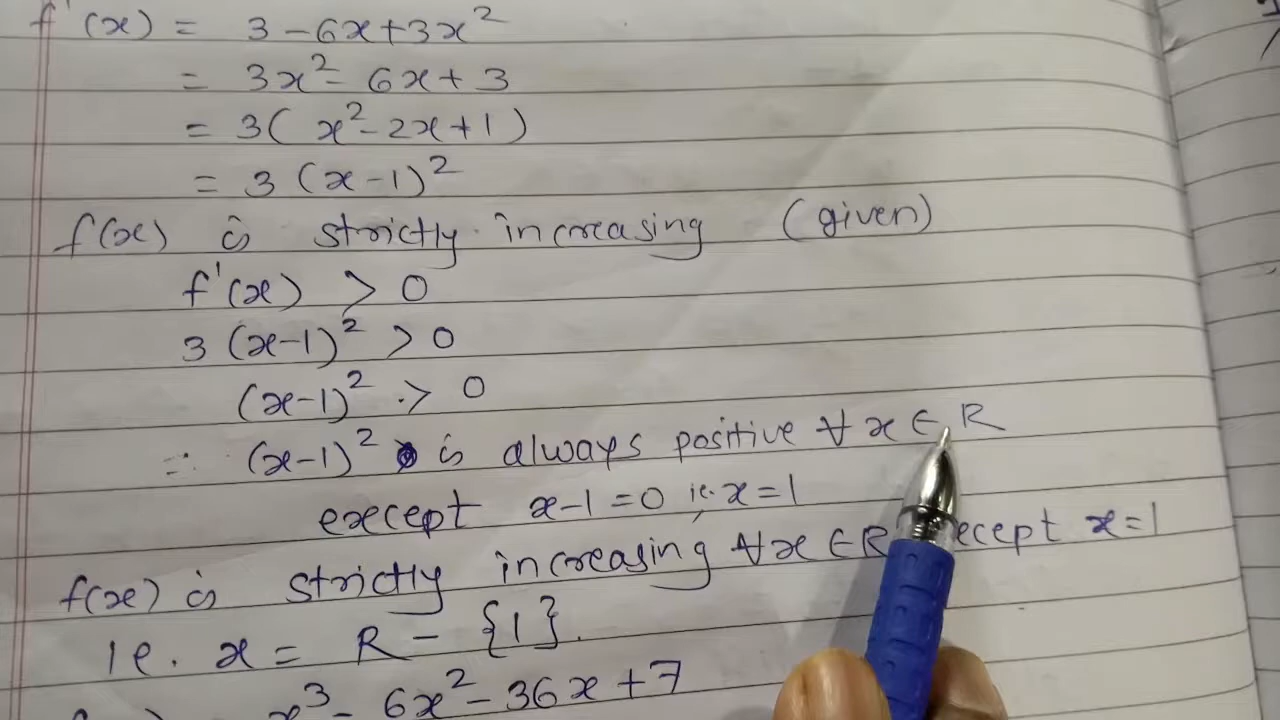 f'(x) = 3 - 6x + 3x²
= 3x² - 6x + 3
= 3( x² - 2x + 1 )
= 3 (x - 1)²
f(x) is strictly increasing (given)
f'(x) > 0
3 (x-1)² > 0
(x-1)² > 0
∴ (x-1)² is always positive ∀ x ∈ R
except x-1 = 0 i.e. x = 1
f(x) is strictly increasing ∀ x ∈ R ecept x = 1
ie. x = R - {1}.
x³ - 6x² - 36x + 7